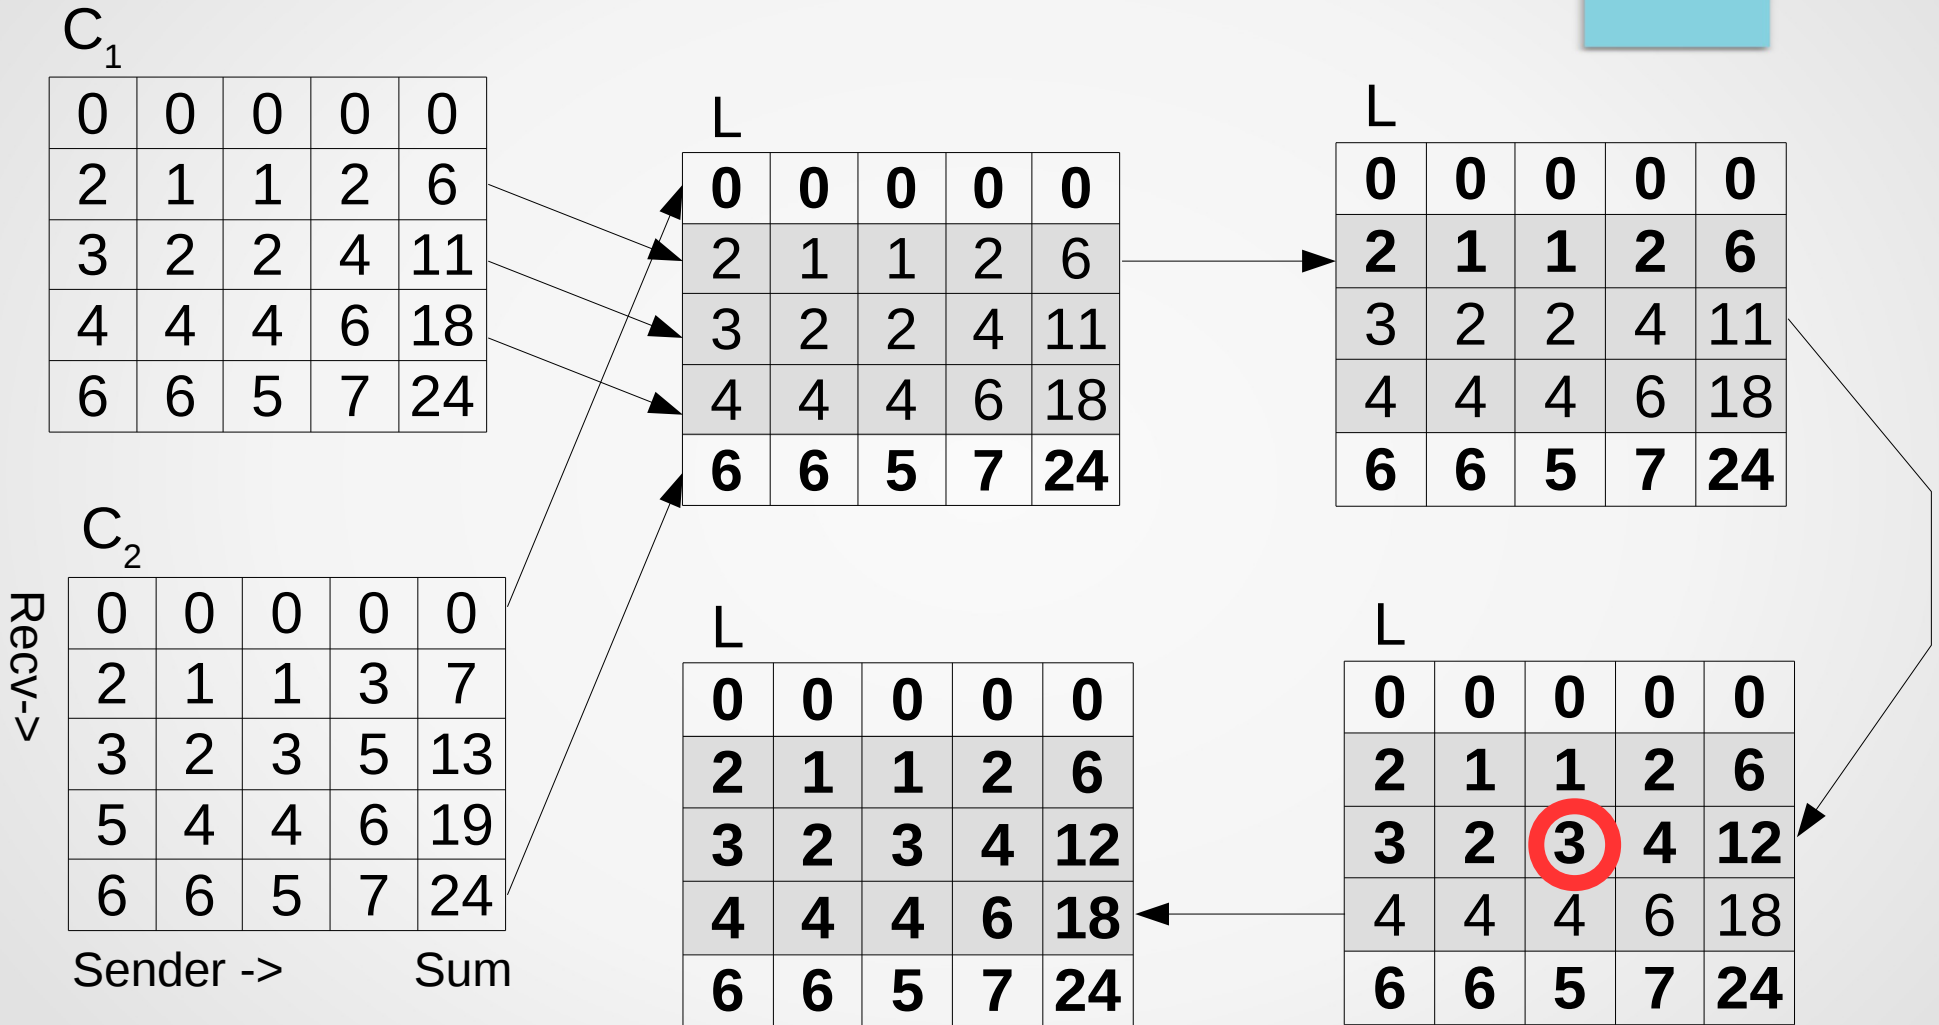 C1
0 0 0 0 0
2 1 1 2 6
3 2 2 4 11
4 4 4 6 18
6 6 5 7 24
L
0 0 0 0 0
2 1 1 2 6
3 2 2 4 11
4 4 4 6 18
6 6 5 7 24
L
0 0 0 0 0
2 1 1 2 6
3 2 2 4 11
4 4 4 6 18
6 6 5 7 24
C2
Recv->
0 0 0 0 0
2 1 1 3 7
3 2 3 5 13
5 4 4 6 19
6 6 5 7 24
Sender -> Sum
L
0 0 0 0 0
2 1 1 2 6
3 2 3 4 12
4 4 4 6 18
6 6 5 7 24
L
0 0 0 0 0
2 1 1 2 6
3 2 3 4 12
4 4 4 6 18
6 6 5 7 24